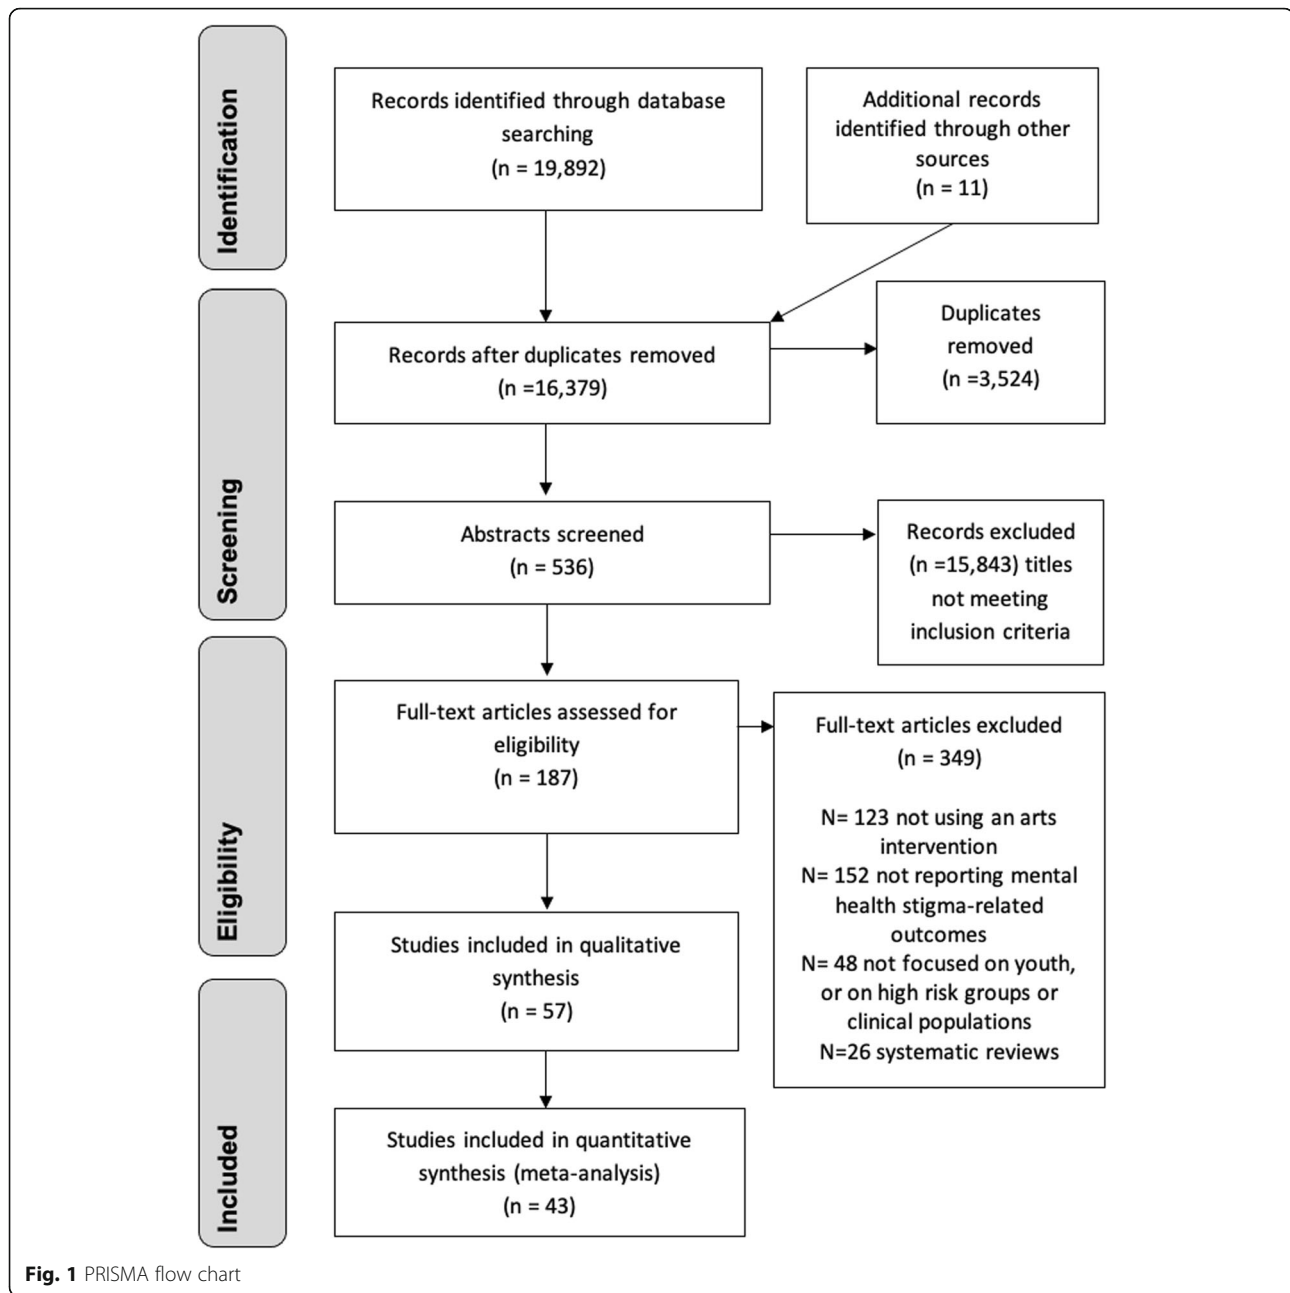 Identification
Records identified through database
searching
(n = 19,892)
Additional records
identified through other
sources
(n = 11)
Screening
Records after duplicates removed
(n =16,379)
Duplicates
removed
(n =3,524)
Abstracts screened
(n = 536)
Records excluded
(n =15,843) titles
not meeting
inclusion criteria
Eligibility
Full-text articles assessed for
eligibility
(n = 187)
Full-text articles excluded
(n = 349)
N= 123 not using an arts
intervention
N= 152 not reporting mental
health stigma-related
outcomes
N= 48 not focused on youth,
or on high risk groups or
clinical populations
N=26 systematic reviews
Studies included in qualitative
synthesis
(n = 57)
Included
Studies included in quantitative
synthesis (meta-analysis)
(n = 43)
Fig. 1 PRISMA flow chart